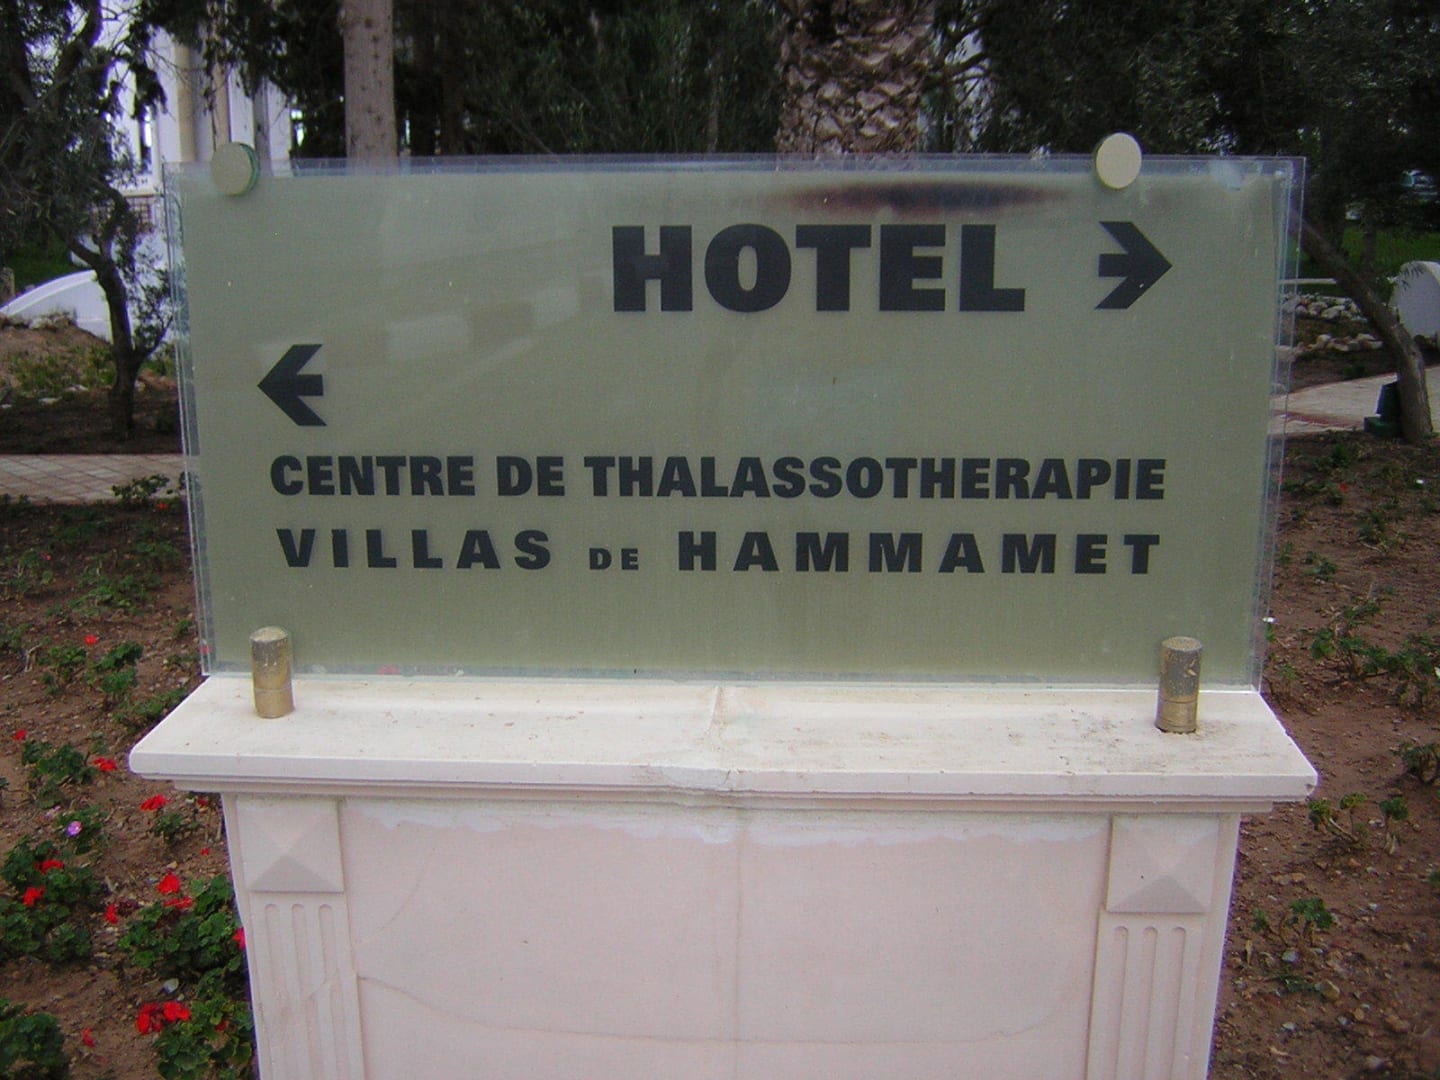 HOTEL
CENTRE DE THALASSOTHERAPIE
VILLAS DE HAMMAMET